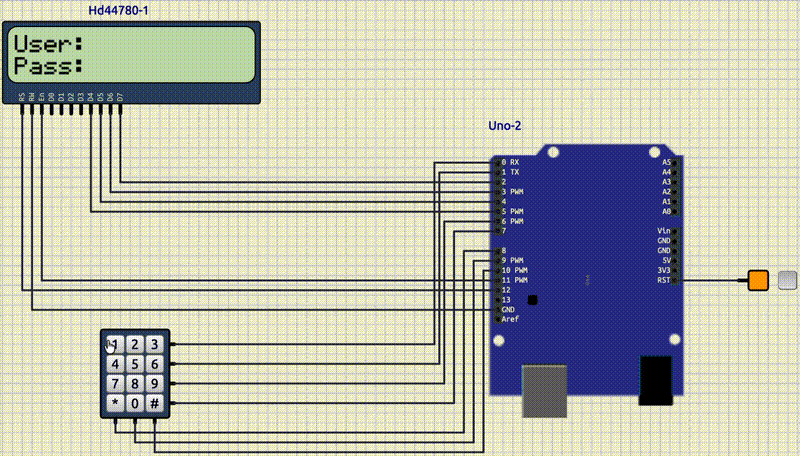 Hd44780-1
User:
Pass:
RS RW En D0 D1 D2 D3 D4 D5 D6 D7
Uno-2
0 RX
1 TX
2
3 PWM
4
5 PWM
6 PWM
7
8
9 PWM
10 PWM
11 PWM
12
13
GND
Aref
A5
A4
A3
A2
A1
A0
Vin
GND
GND
5V
3V3
RST
1 2 3
4 5 6
7 8 9
* 0 #